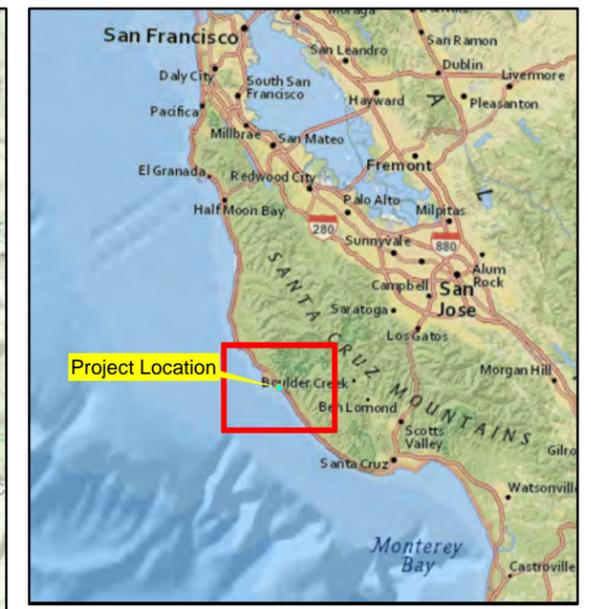 Moraga
San Francisco
San Ramon
San Leandro
Dublin
Daly City
South San
Francisco
Livermore
Hayward
A
Pleasanton
Pacifica
Millbrae
San Mateo
Fremont
El Granada
Redwood City
L
Palo Alto
Half Moon Bay
Milpitas
280
Sunnyvale
880
SANTA CRUZ MOUNTAINS
Alum
Rock
Campbell
San
Jose
Saratoga
Los Gatos
Project Location
Morgan Hill
Boulder Creek
Ben Lomond
Scotts
Valley
Gilro
Santa Cruz
Watsonville
Monterey
Bay
Castroville